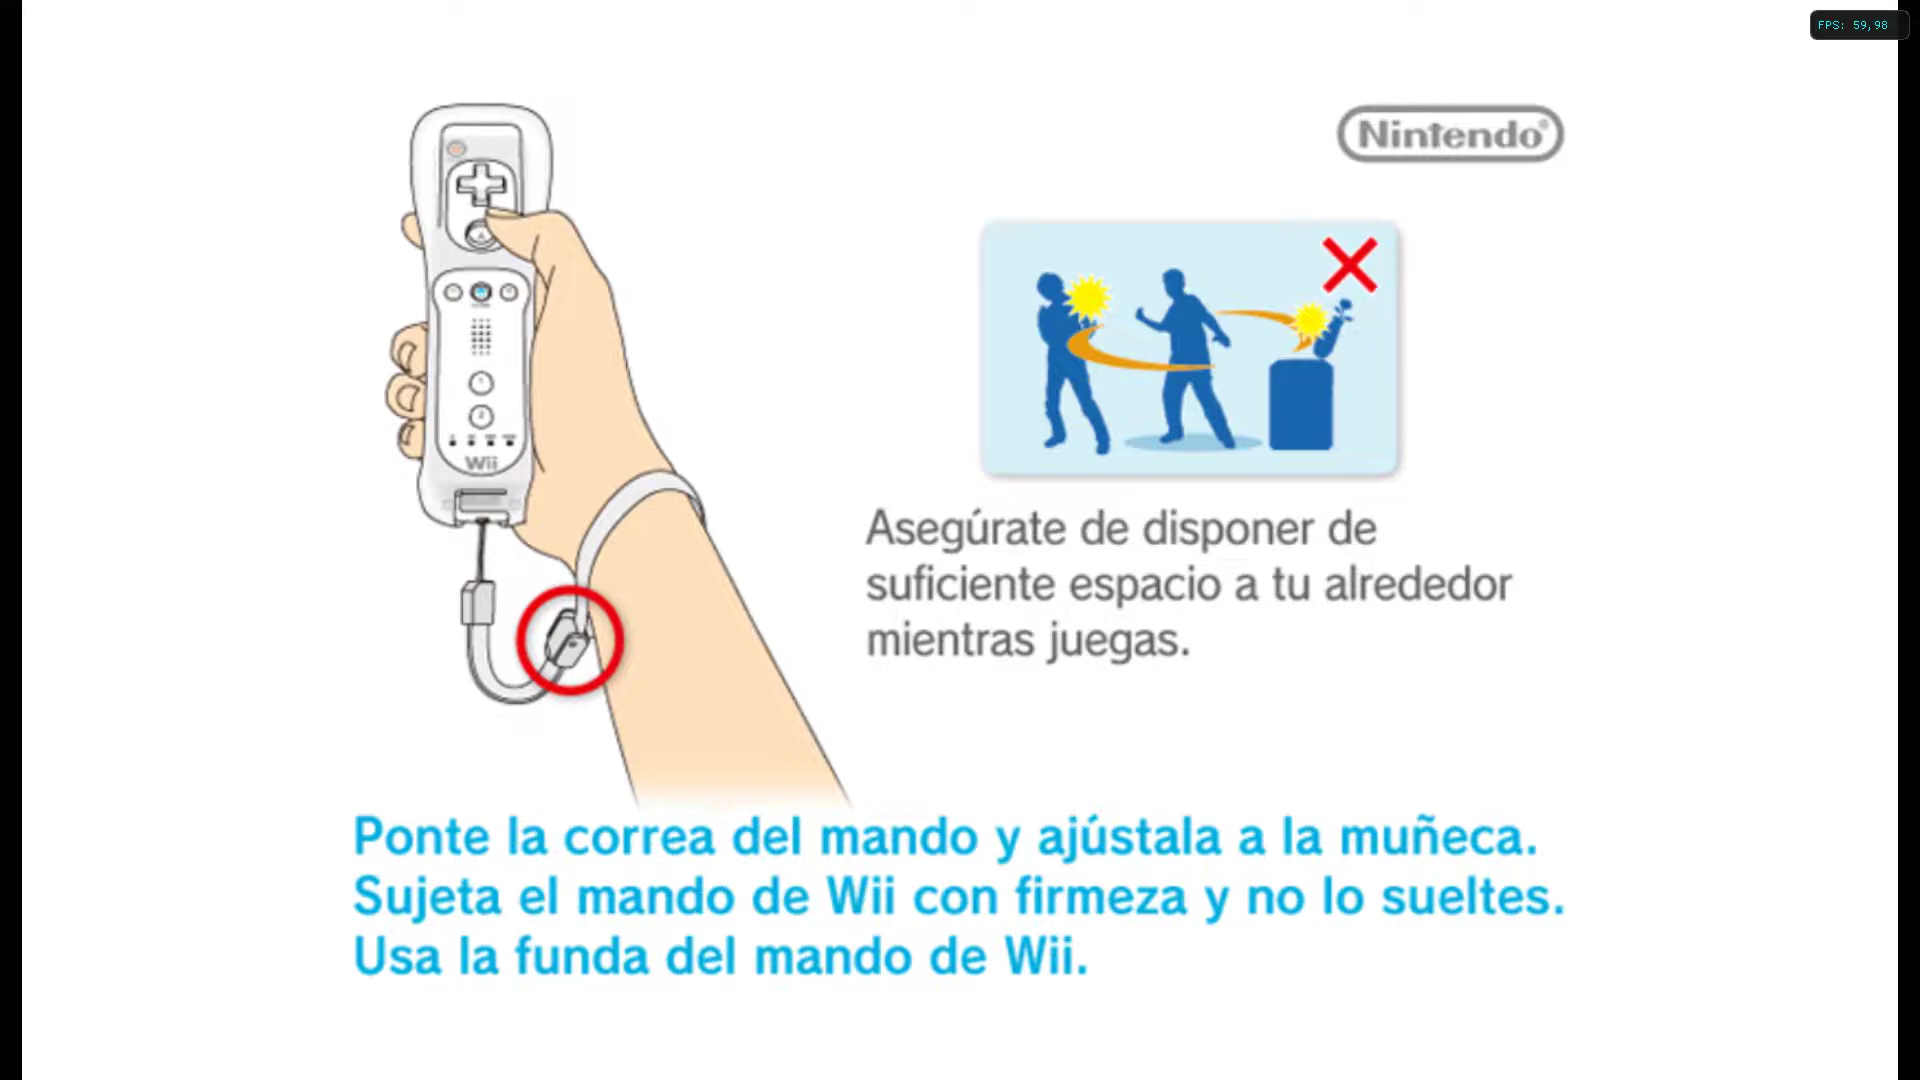 FPS: 59,98
Nintendo®
Wii
Asegúrate de disponer de
suficiente espacio a tu alrededor
mientras juegas.
Ponte la correa del mando y ajústala a la muñeca.
Sujeta el mando de Wii con firmeza y no lo sueltes.
Usa la funda del mando de Wii.